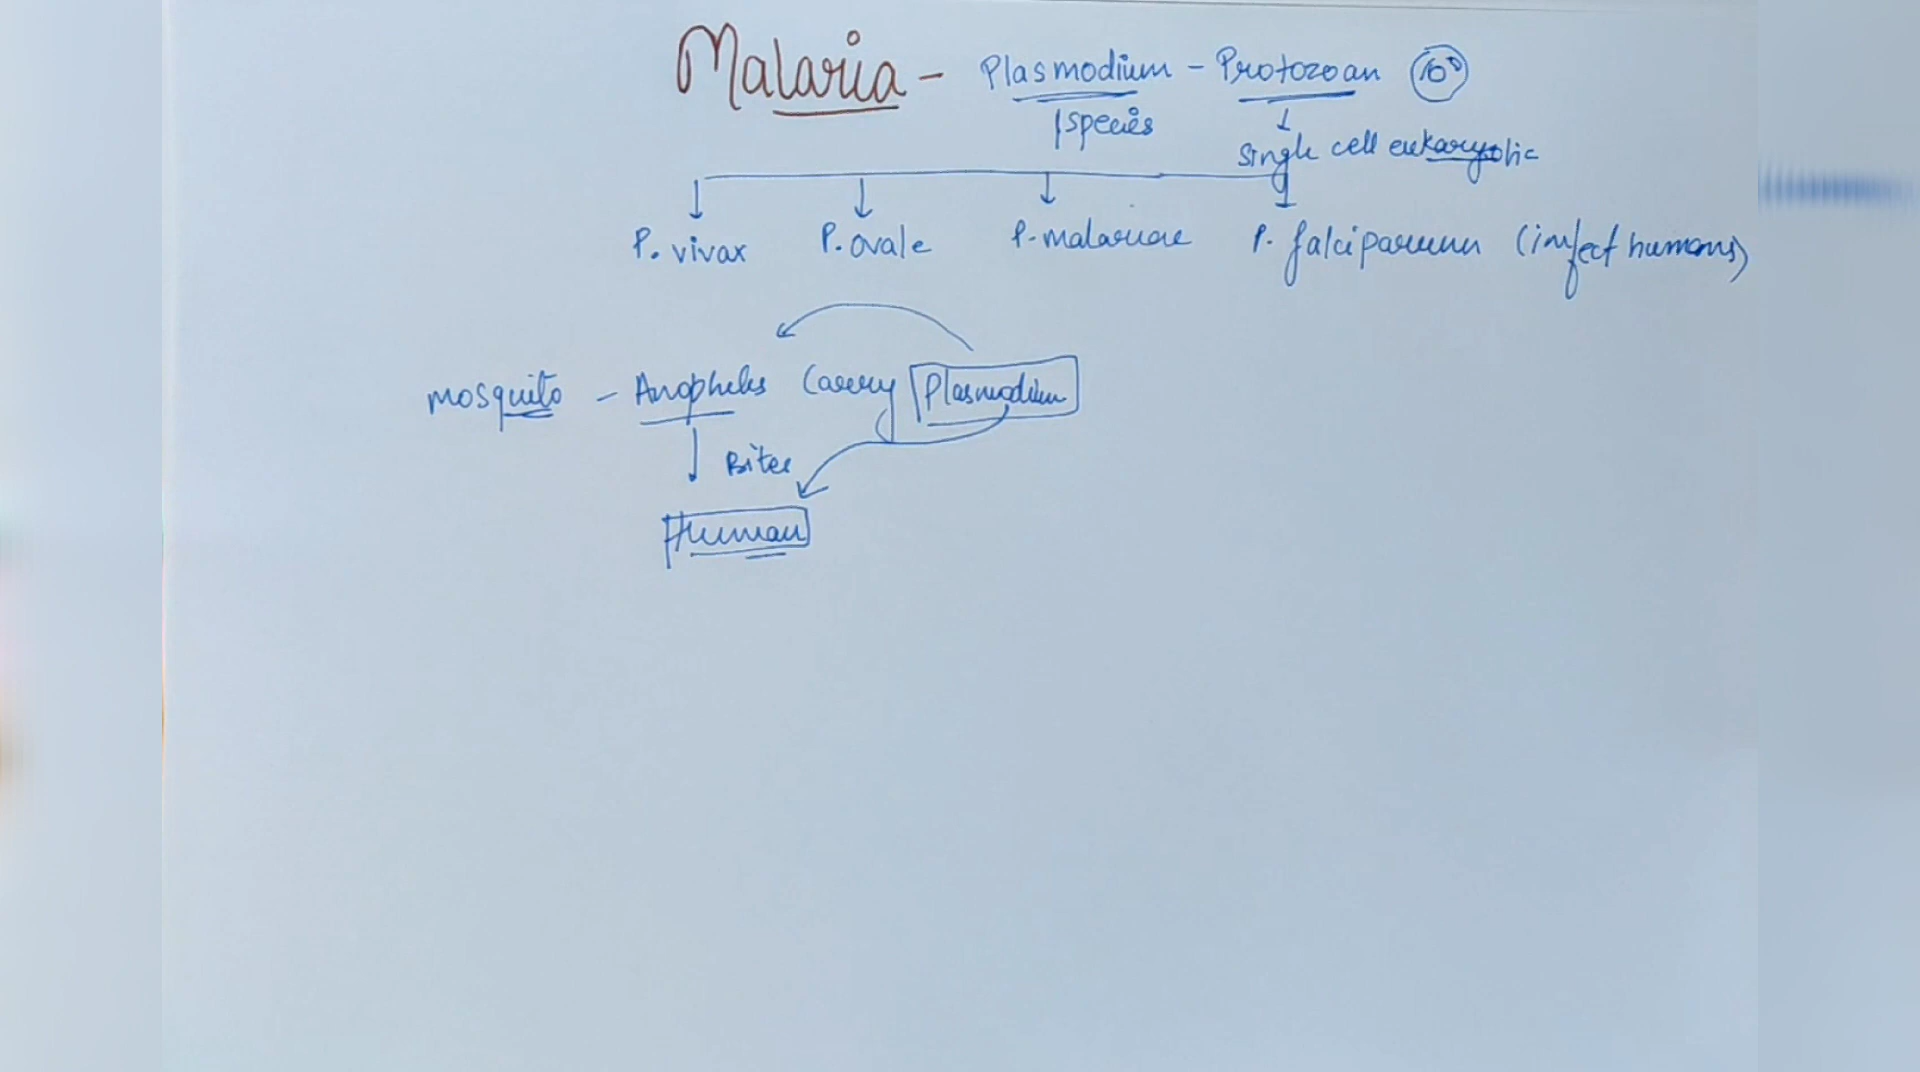 Malaria - Plasmodium - Protozoan
species
single cell eukaryotic
P. vivax P. ovale P. malariae P. falciparum (infect humans)
mosquito - Anopheles carry Plasmodium
Bites
Human